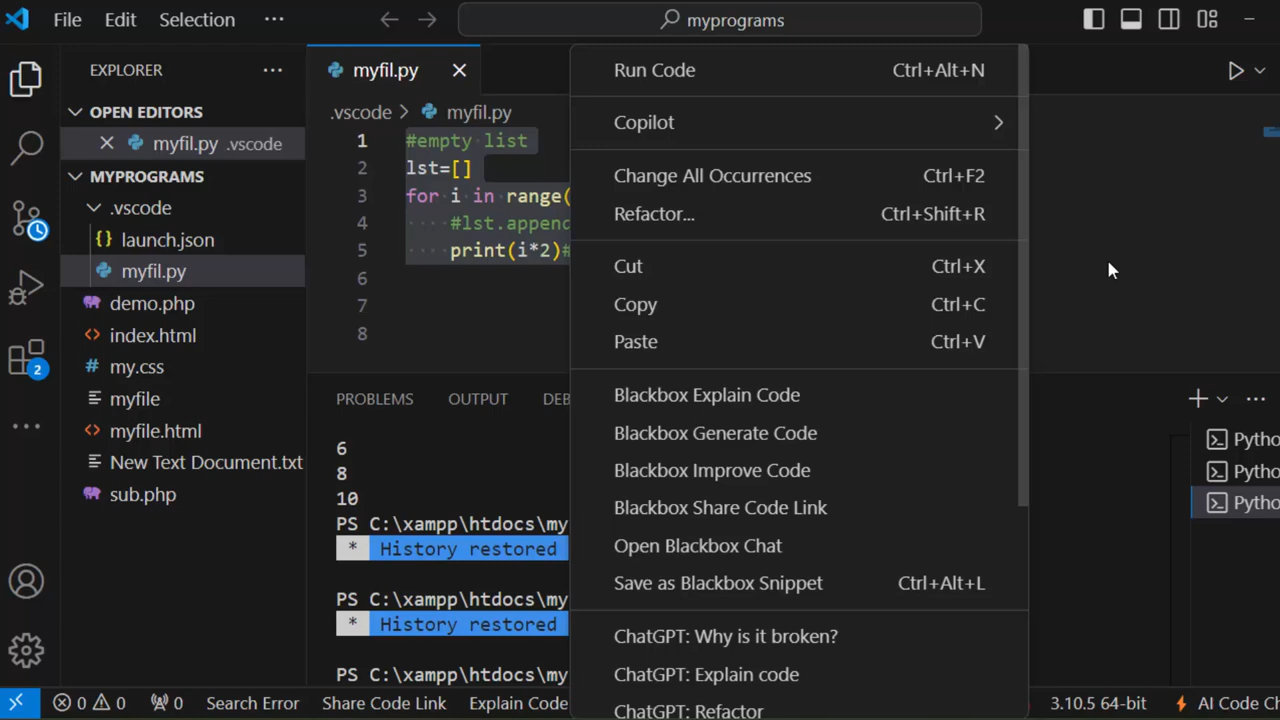 File Edit Selection ···
myprograms
EXPLORER ···
OPEN EDITORS
myfil.py .vscode
MYPROGRAMS
.vscode
{} launch.json
myfil.py
demo.php
<> index.html
# my.css
myfile
<> myfile.html
New Text Document.txt
sub.php
2
myfil.py
.vscode > myfil.py
1 #empty list
2 lst=[]
3 for i in range(
4 ····#lst.append
5 ····print(i*2)#
6
7
8
Run Code Ctrl+Alt+N
Copilot
Change All Occurrences Ctrl+F2
Refactor... Ctrl+Shift+R
Cut Ctrl+X
Copy Ctrl+C
Paste Ctrl+V
Blackbox Explain Code
Blackbox Generate Code
Blackbox Improve Code
Blackbox Share Code Link
Open Blackbox Chat
Save as Blackbox Snippet Ctrl+Alt+L
ChatGPT: Why is it broken?
ChatGPT: Explain code
ChatGPT: Refactor
PROBLEMS OUTPUT DEB
6
8
10
PS C:\xampp\htdocs\my
* History restored
PS C:\xampp\htdocs\my
* History restored
PS C:\xampp\htdocs\my
Pytho
Pytho
Pytho
0 0 0 Search Error Share Code Link Explain Code 3.10.5 64-bit AI Code Ch